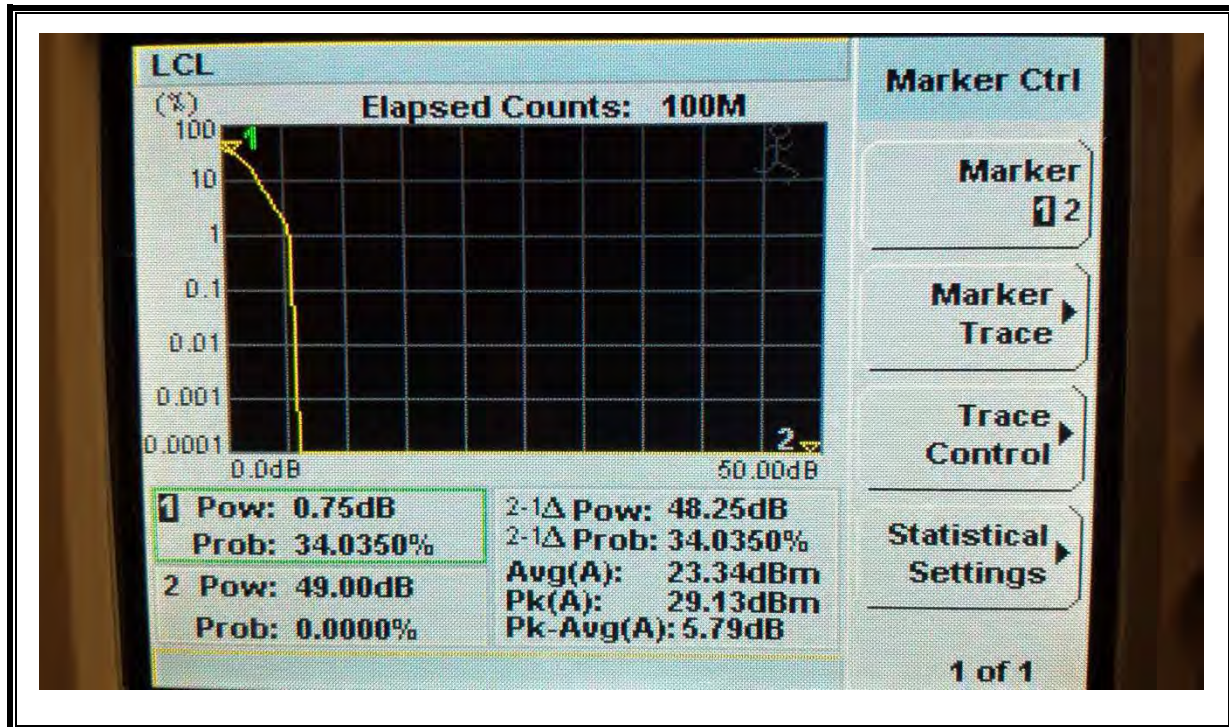 LCL
(%)
Elapsed Counts: 100M
100
1
10
1
0.1
0.01
0.001
0.0001
2
0.0dB
50.00dB
1 Pow: 0.75dB
Prob: 34.0350%
2 Pow: 49.00dB
Prob: 0.0000%
2-1Δ Pow: 48.25dB
2-1Δ Prob: 34.0350%
Avg(A): 23.34dBm
Pk(A): 29.13dBm
Pk-Avg(A): 5.79dB
Marker Ctrl
Marker
1 2
Marker
Trace
Trace
Control
Statistical
Settings
1 of 1